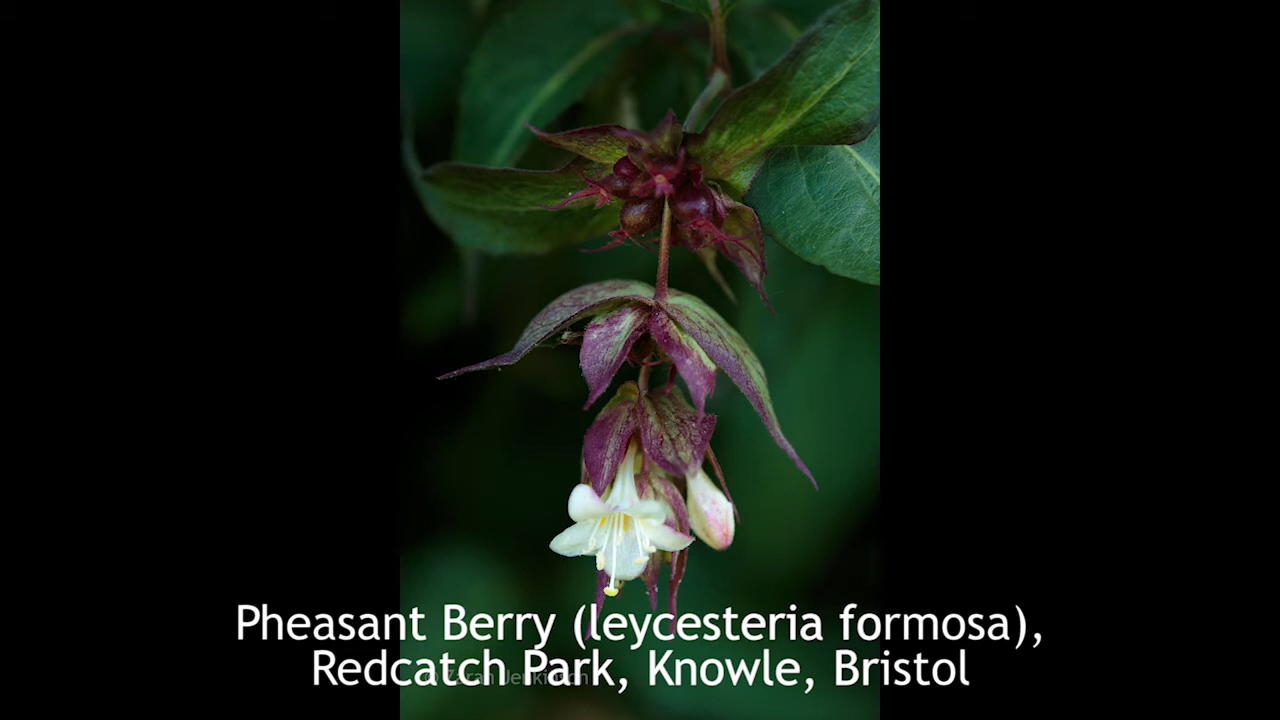 Pheasant Berry (leycesteria formosa),
Redcatch Park, Knowle, Bristol